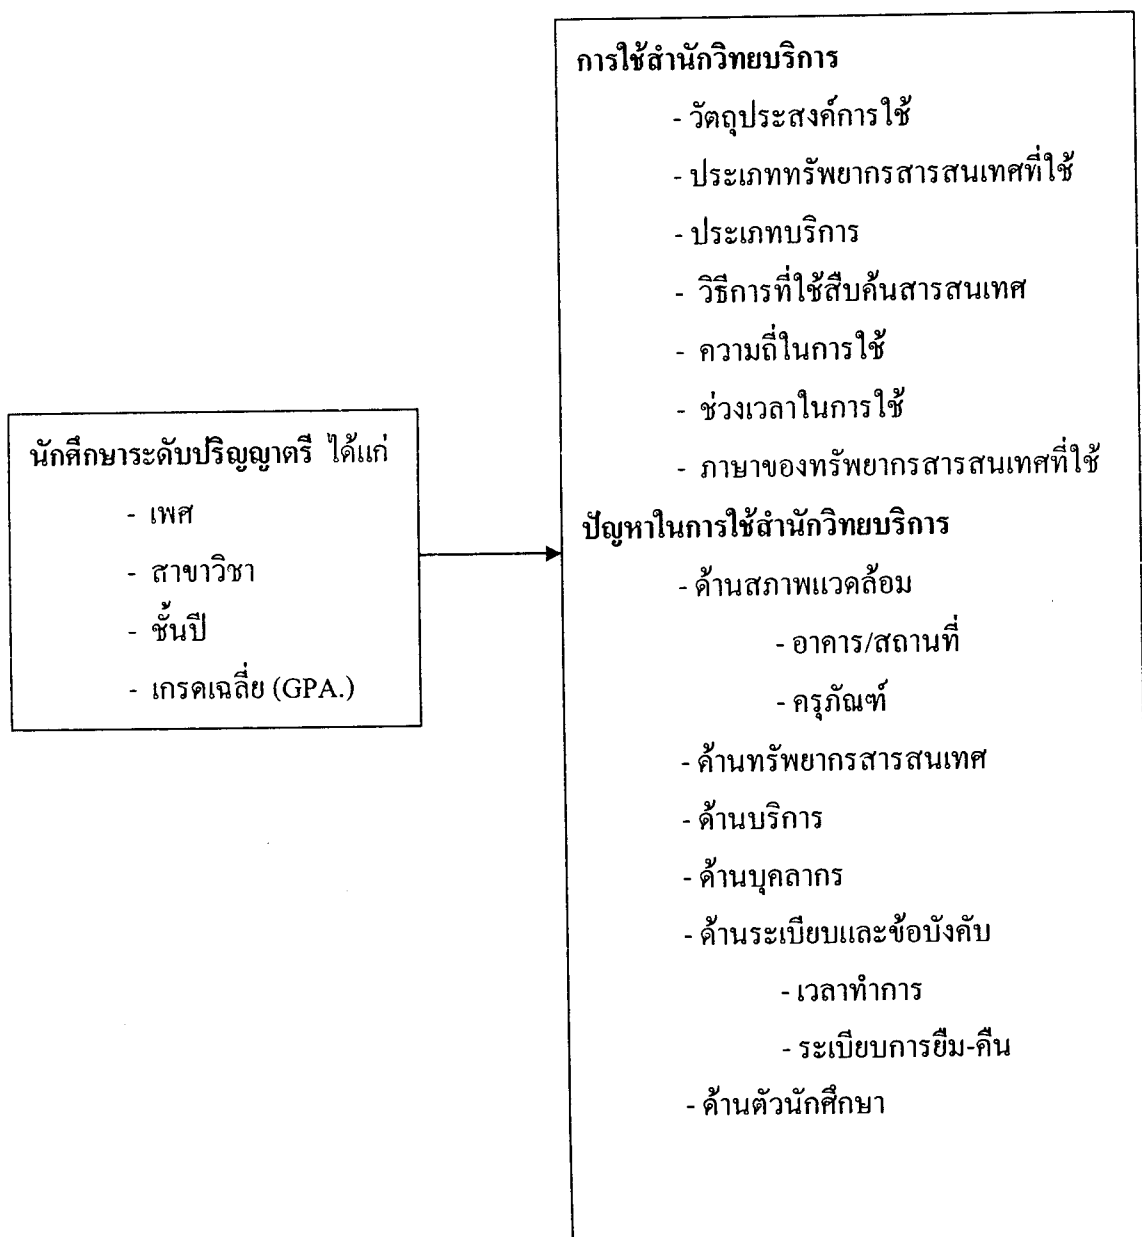 นักศึกษาระดับปริญญาตรี ได้แก่
- เพศ
- สาขาวิชา
- ชั้นปี
- เกรดเฉลี่ย (GPA.)
การใช้สำนักวิทยบริการ
- วัตถุประสงค์การใช้
- ประเภททรัพยากรสารสนเทศที่ใช้
- ประเภทบริการ
- วิธีการที่ใช้สืบค้นสารสนเทศ
- ความถี่ในการใช้
- ช่วงเวลาในการใช้
- ภาษาของทรัพยากรสารสนเทศที่ใช้
ปัญหาในการใช้สำนักวิทยบริการ
- ด้านสภาพแวดล้อม
- อาคาร/สถานที่
- ครุภัณฑ์
- ด้านทรัพยากรสารสนเทศ
- ด้านบริการ
- ด้านบุคลากร
- ด้านระเบียบและข้อบังคับ
- เวลาทำการ
- ระเบียบการยืม-คืน
- ด้านตัวนักศึกษา